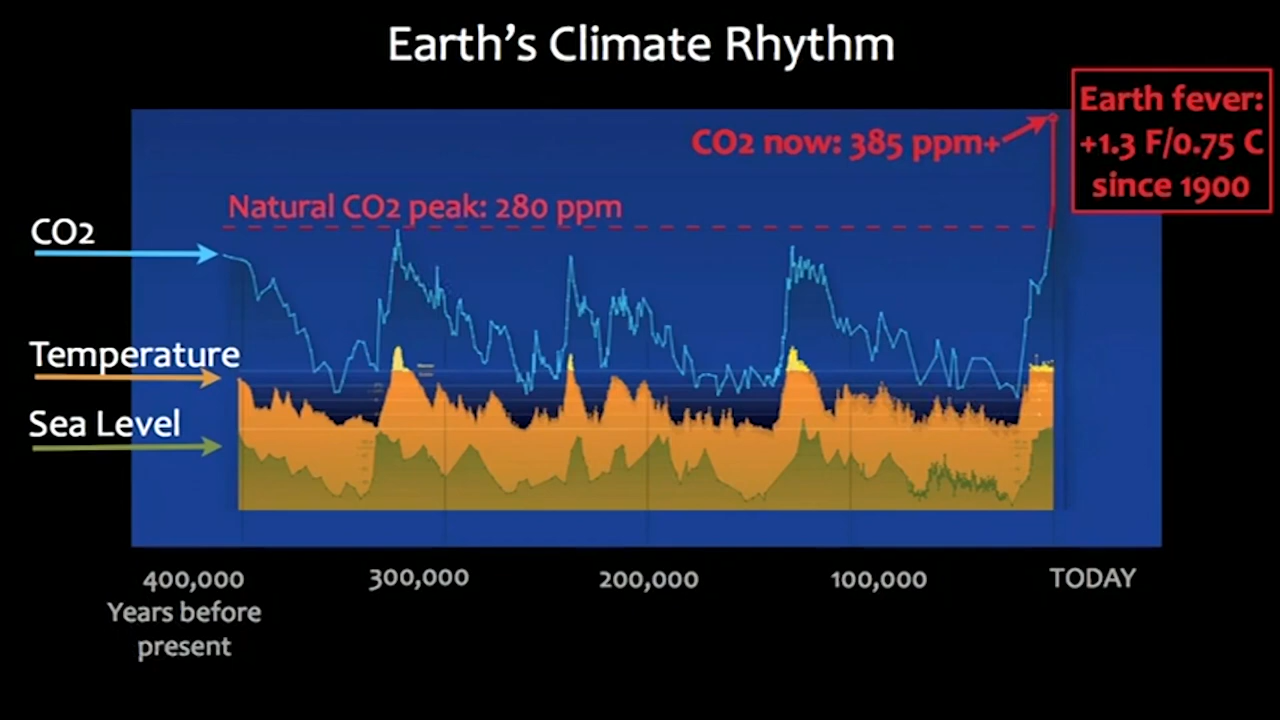 Earth's Climate Rhythm
Earth fever:
+1.3 F/0.75 C
since 1900
CO2 now: 385 ppm+
Natural CO2 peak: 280 ppm
CO2
Temperature
Sea Level
400,000
Years before
present
300,000
200,000
100,000
TODAY